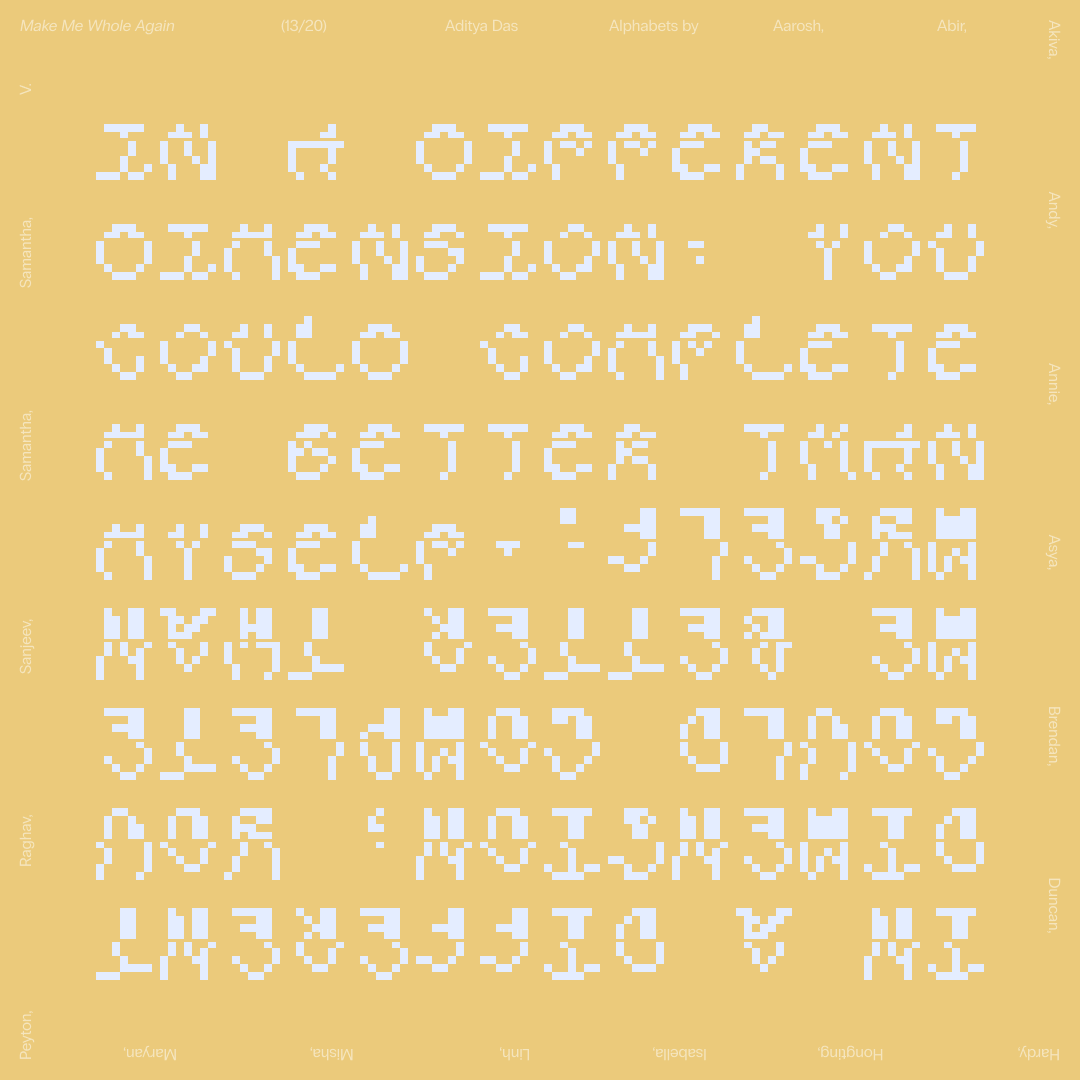 Make Me Whole Again
(13/20)
Aditya Das
Alphabets by
Aarosh,
Abir,
Akiva,
Andy,
Annie,
Asya,
Brendan,
Duncan,
Hardy,
Hongting,
Isabella,
Linh,
Misha,
Maryan,
Peyton,
Raghav,
Sanjeev,
Samantha,
Samantha,
V.
IN A DIFFERENT
DIMENSION: YOU
COULD COMPLETE
ME BETTER THAN
MYSELF-
IN A DIFFERENT
DIMENSION: YOU
COULD COMPLETE
ME BETTER THAN
MYSELF-